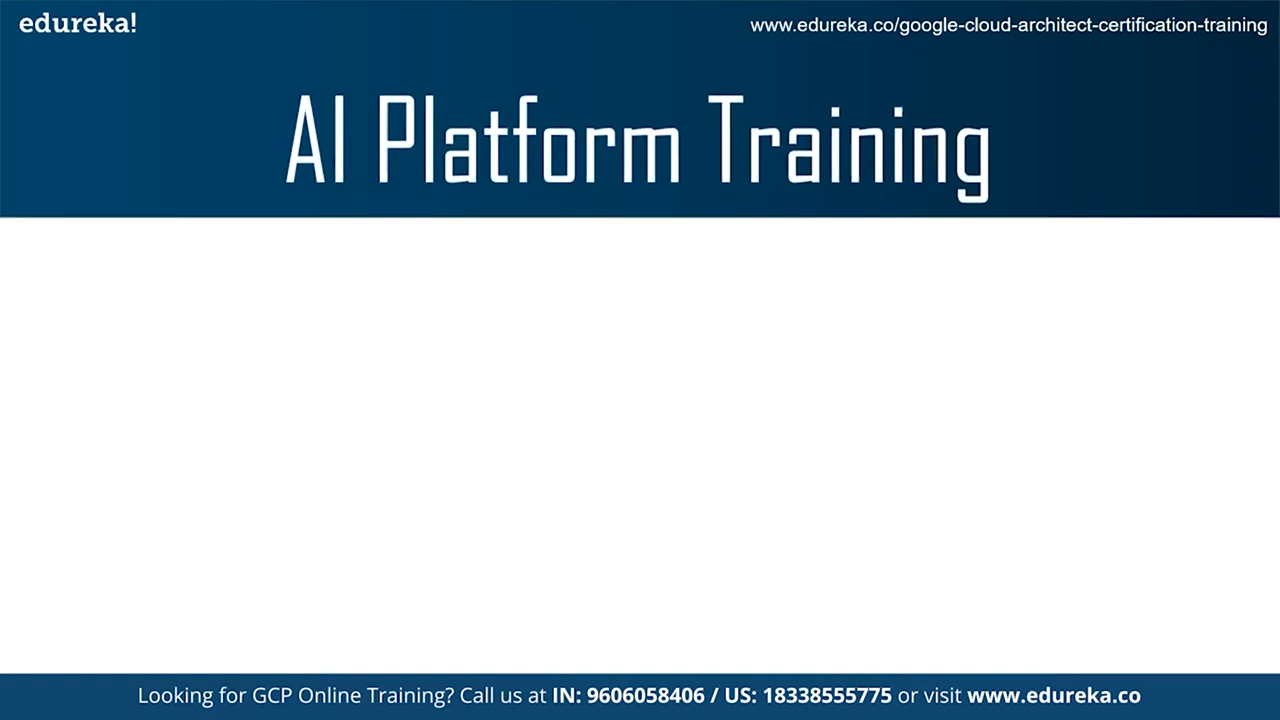 edureka!
www.edureka.co/google-cloud-architect-certification-training
AI Platform Training
Looking for GCP Online Training? Call us at IN: 9606058406 / US: 18338555775 or visit www.edureka.co